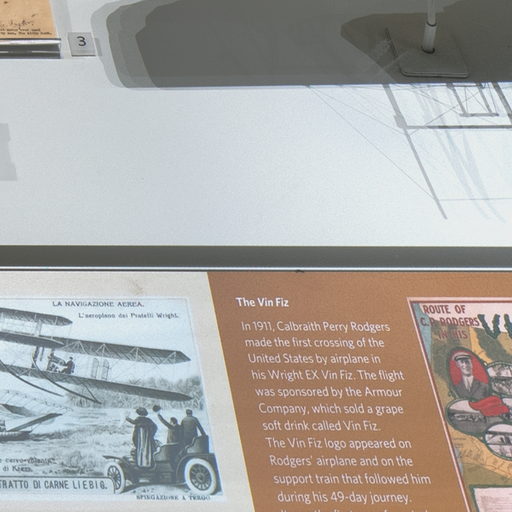 3
LA NAVIGAZIONE AEREA.
L'aeroplano dei Fratelli Wright.
ESTRATTO DI CARNE LIEBIG.
SPIEGAZIONE A TERGO
The Vin Fiz
In 1911, Calbraith Perry Rodgers
made the first crossing of the
United States by airplane in
his Wright EX Vin Fiz. The flight
was sponsored by the Armour
Company, which sold a grape
soft drink called Vin Fiz.
The Vin Fiz logo appeared on
Rodgers' airplane and on the
support train that followed him
during his 49-day journey.
ROUTE OF
C.P. RODGERS